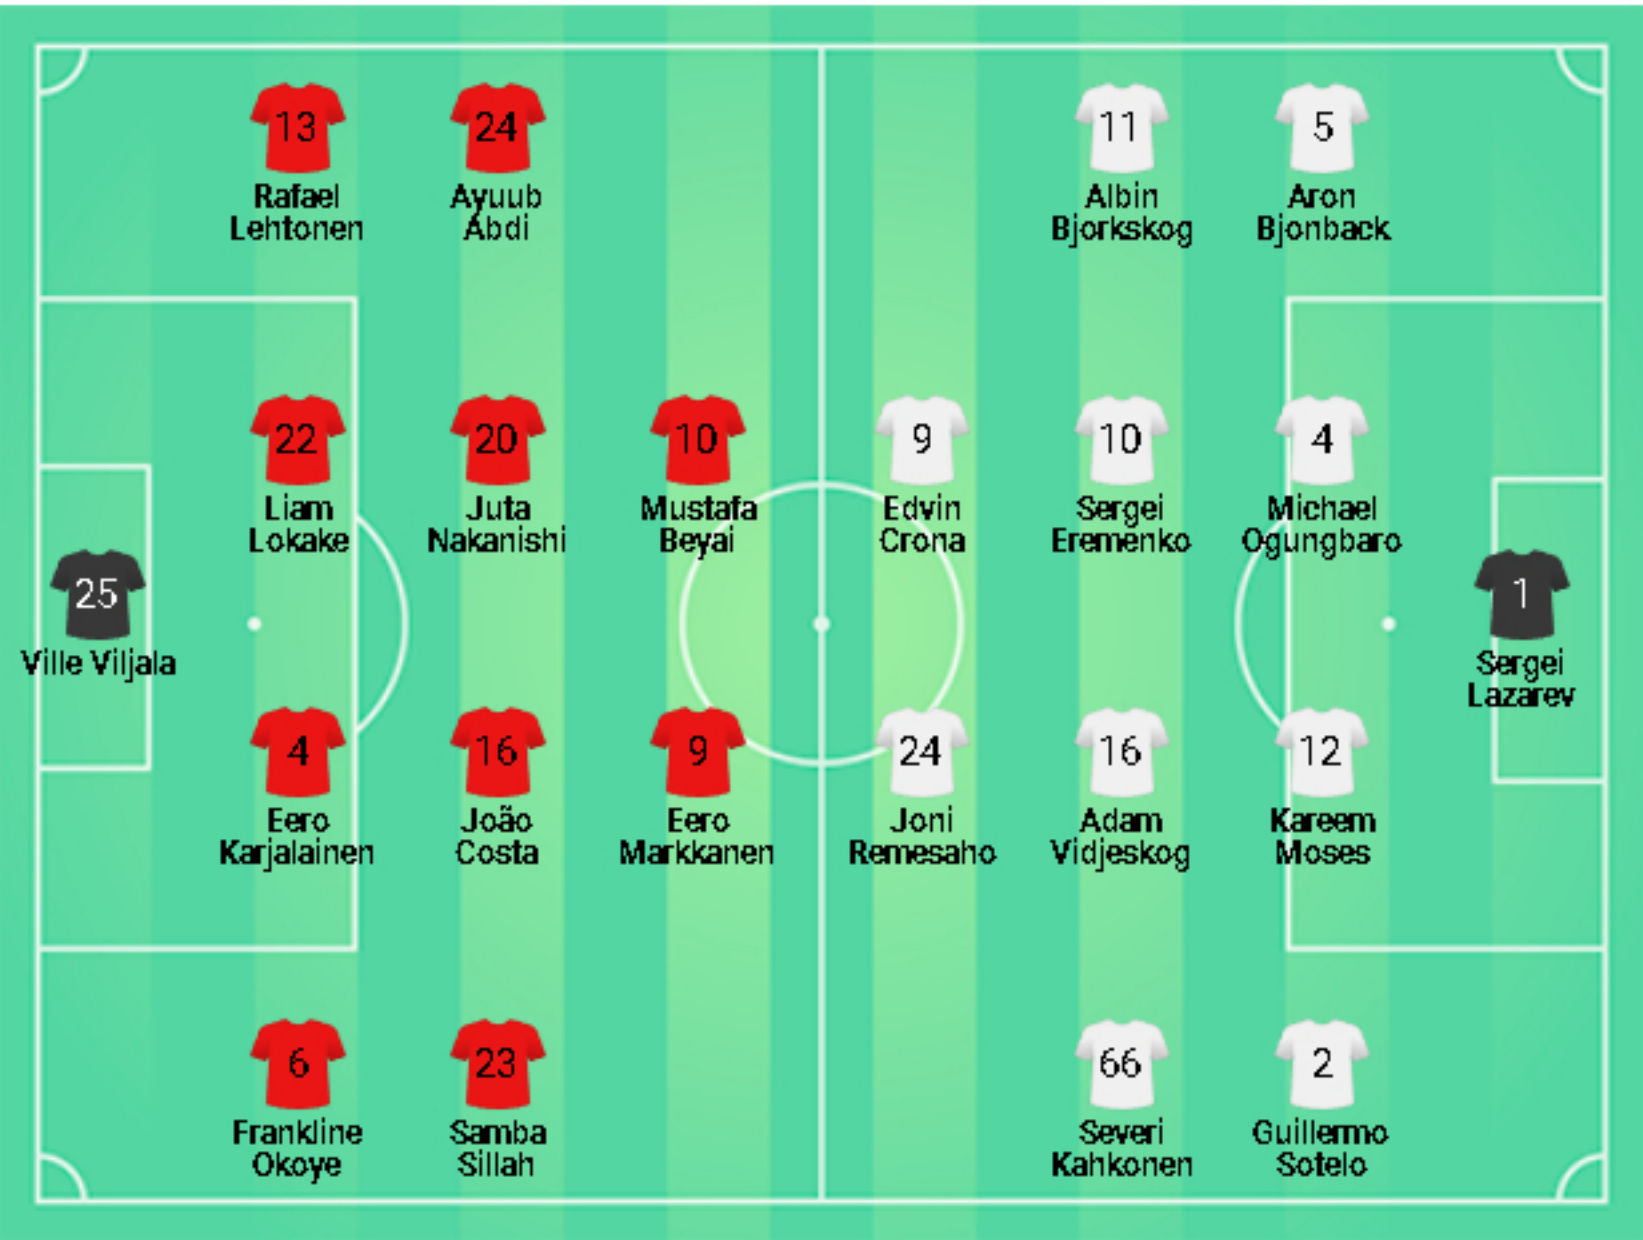 13
Rafael
Lehtonen
24
Ayuub
Abdi
11
Albin
Bjorkskog
5
Aron
Bjonback
22
Liam
Lokake
20
Juta
Nakanishi
10
Mustafa
Beyai
9
Edvin
Crona
10
Sergei
Eremenko
4
Michael
Ogungbaro
25
Ville Viljala
1
Sergei
Lazarev
4
Eero
Karjalainen
16
João
Costa
9
Eero
Markkanen
24
Joni
Remesaho
16
Adam
Vidjeskog
12
Kareem
Moses
6
Frankline
Okoye
23
Samba
Sillah
66
Severi
Kahkonen
2
Guillermo
Sotelo